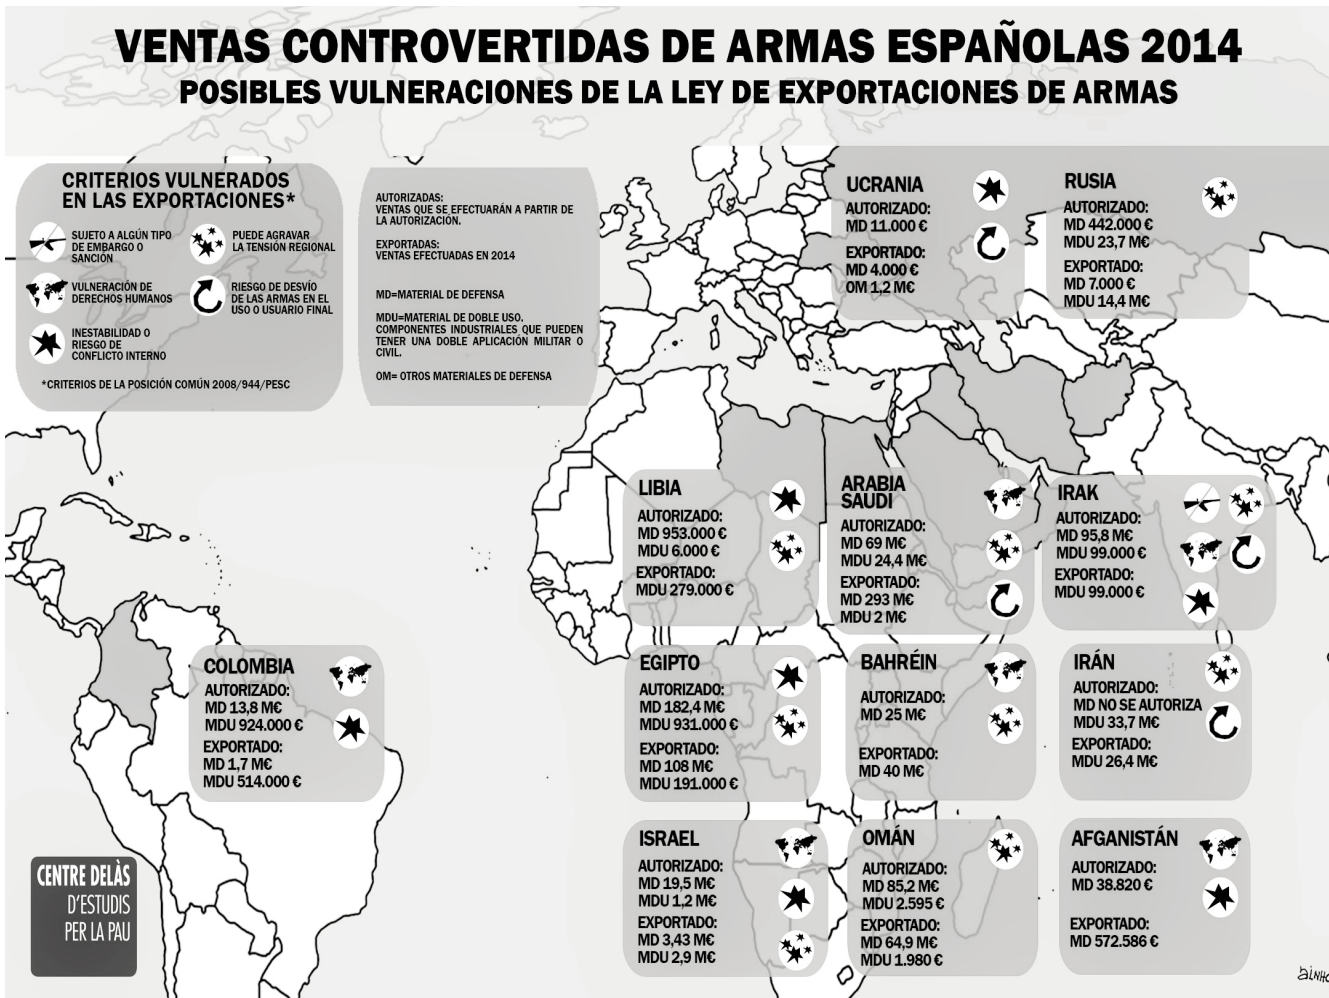 VENTAS CONTROVERTIDAS DE ARMAS ESPAÑOLAS 2014
POSIBLES VULNERACIONES DE LA LEY DE EXPORTACIONES DE ARMAS
CRITERIOS VULNERADOS
EN LAS EXPORTACIONES*
SUJETO A ALGÚN TIPO
DE EMBARGO O
SANCIÓN
PUEDE AGRAVAR
LA TENSIÓN REGIONAL
VULNERACIÓN DE
DERECHOS HUMANOS
RIESGO DE DESVÍO
DE LAS ARMAS EN EL
USO O USUARIO FINAL
INESTABILIDAD O
RIESGO DE
CONFLICTO INTERNO
*CRITERIOS DE LA POSICIÓN COMÚN 2008/944/PESC
AUTORIZADAS:
VENTAS QUE SE EFECTUARÁN A PARTIR DE
LA AUTORIZACIÓN.
EXPORTADAS:
VENTAS EFECTUADAS EN 2014
MD=MATERIAL DE DEFENSA
MDU=MATERIAL DE DOBLE USO.
COMPONENTES INDUSTRIALES QUE PUEDEN
TENER UNA DOBLE APLICACIÓN MILITAR O
CIVIL.
OM= OTROS MATERIALES DE DEFENSA
UCRANIA
AUTORIZADO:
MD 11.000 €
EXPORTADO:
MD 4.000 €
OM 1,2 M€
RUSIA
AUTORIZADO:
MD 442.000 €
MDU 23,7 M€
EXPORTADO:
MD 7.000 €
MDU 14,4 M€
LIBIA
AUTORIZADO:
MD 953.000 €
MDU 6.000 €
EXPORTADO:
MDU 279.000 €
ARABIA
SAUDI
AUTORIZADO:
MD 69 M€
MDU 24,4 M€
EXPORTADO:
MD 293 M€
MDU 2 M€
IRAK
AUTORIZADO:
MD 95,8 M€
MDU 99.000 €
EXPORTADO:
MDU 99.000 €
COLOMBIA
AUTORIZADO:
MD 13,8 M€
MDU 924.000 €
EXPORTADO:
MD 1,7 M€
MDU 514.000 €
EGIPTO
AUTORIZADO:
MD 182,4 M€
MDU 931.000 €
EXPORTADO:
MD 108 M€
MDU 191.000 €
BAHRÉIN
AUTORIZADO:
MD 25 M€
EXPORTADO:
MD 40 M€
IRÁN
AUTORIZADO:
MD NO SE AUTORIZA
MDU 33,7 M€
EXPORTADO:
MDU 26,4 M€
ISRAEL
AUTORIZADO:
MD 19,5 M€
MDU 1,2 M€
EXPORTADO:
MD 3,43 M€
MDU 2,9 M€
OMÁN
AUTORIZADO:
MD 85,2 M€
MDU 2.595 €
EXPORTADO:
MD 64,9 M€
MDU 1.980 €
AFGANISTÁN
AUTORIZADO:
MD 38.820 €
EXPORTADO:
MD 572.586 €
CENTRE DELÀS
D'ESTUDIS
PER LA PAU